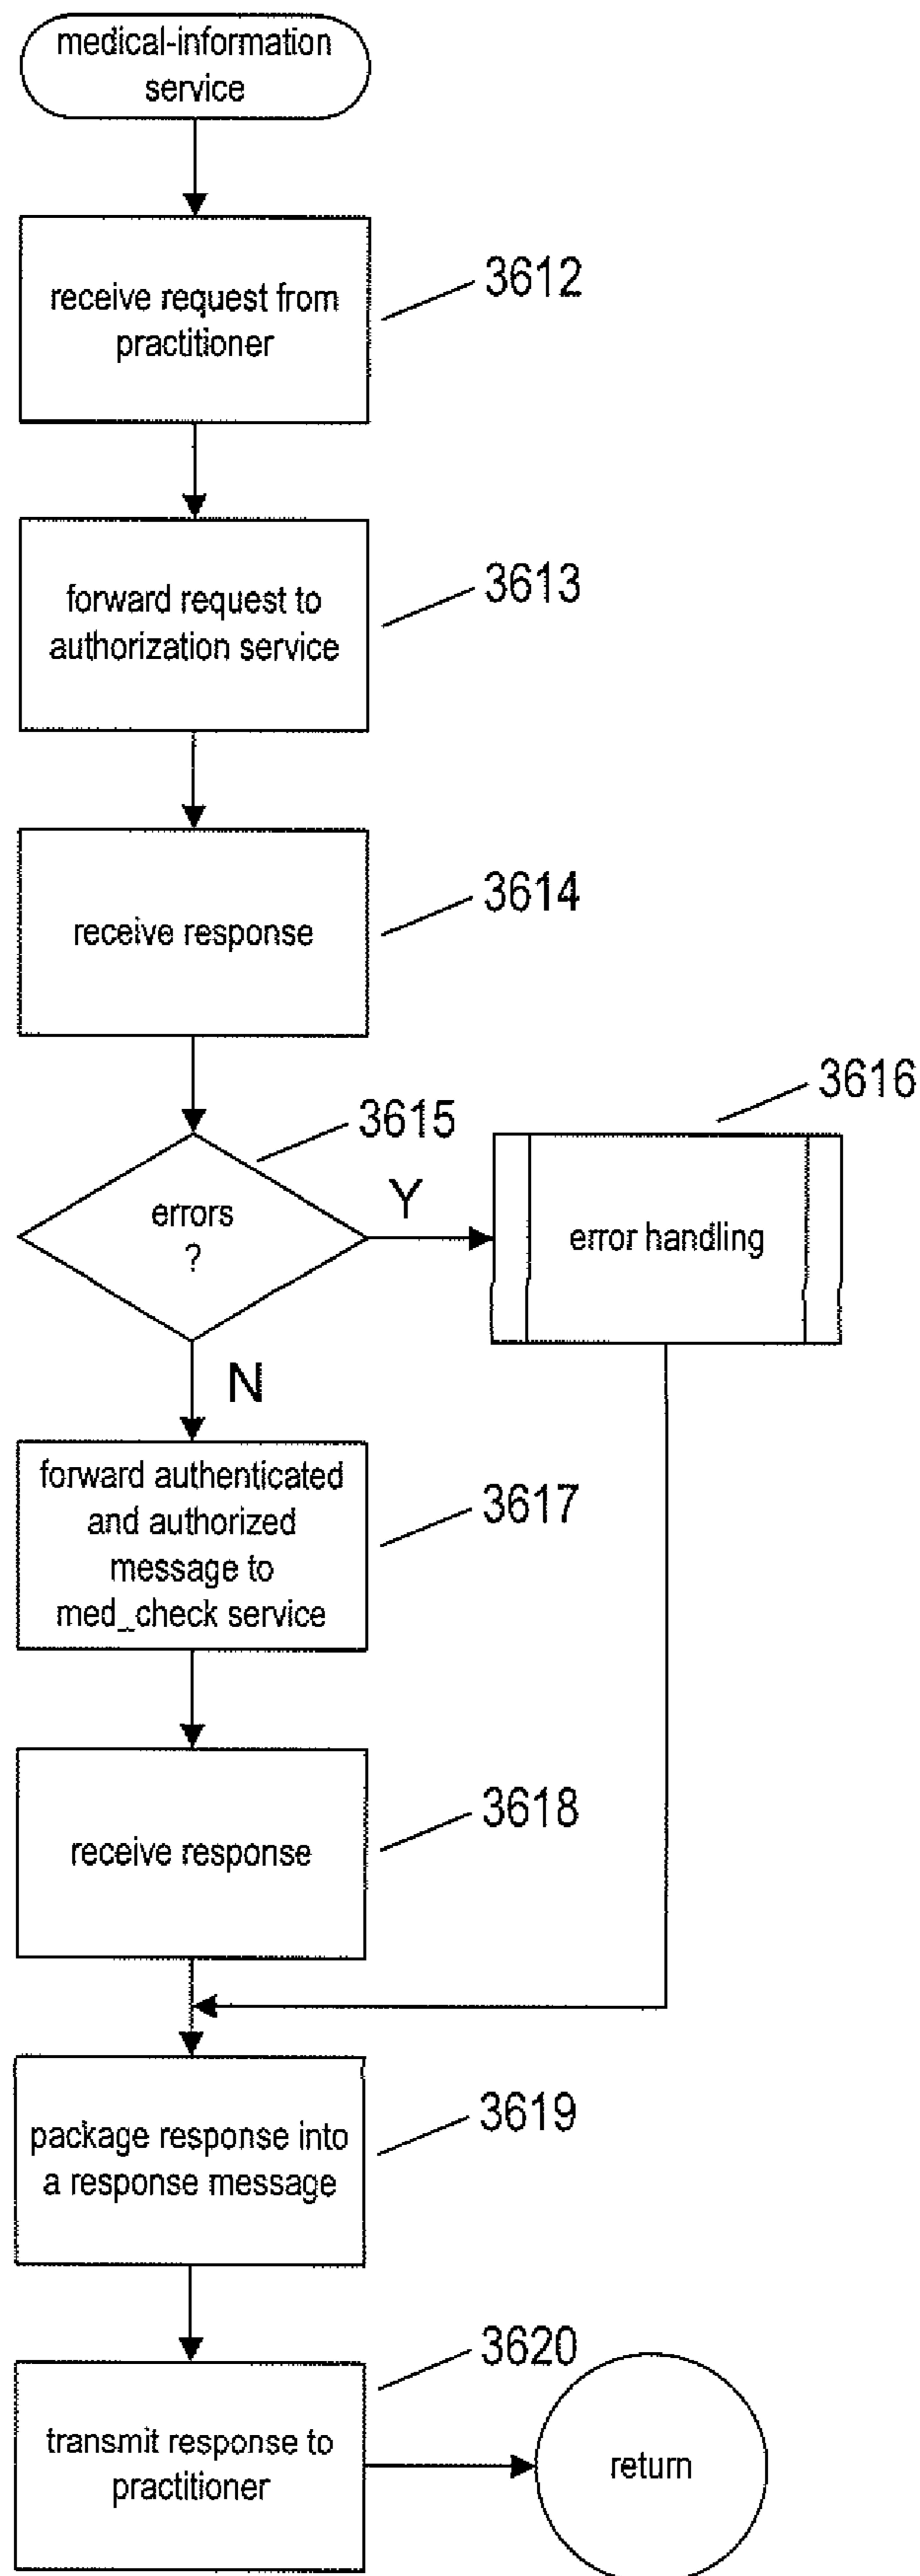 medical-information
service
receive request from
practitioner
3612
forward request to
authorization service
3613
receive response
3614
errors
?
3615
Y
error handling
3616
N
forward authenticated
and authorized
message to
med_check service
3617
receive response
3618
package response into
a response message
3619
transmit response to
practitioner
3620
return